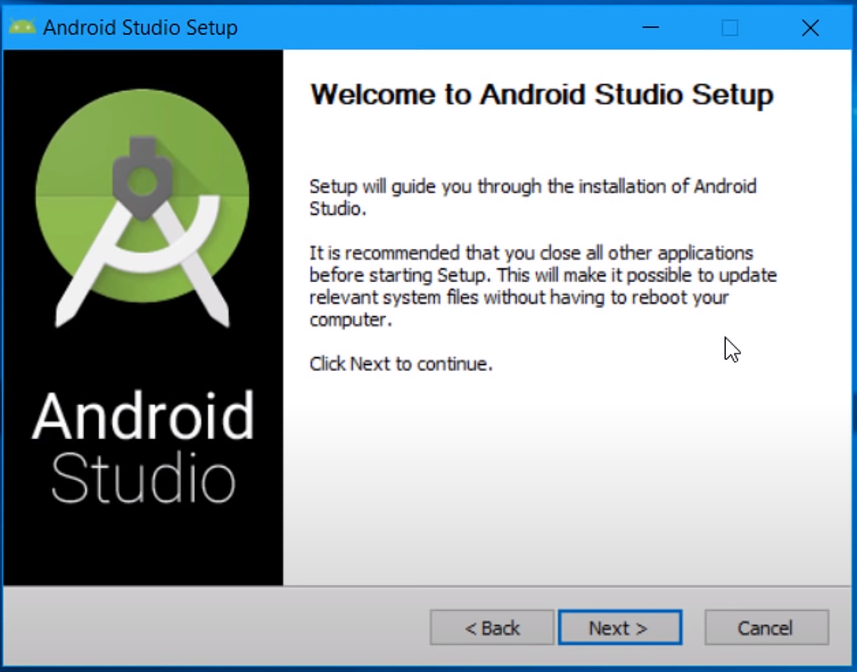 Android Studio Setup
Welcome to Android Studio Setup
Setup will guide you through the installation of Android
Studio.
It is recommended that you close all other applications
before starting Setup. This will make it possible to update
relevant system files without having to reboot your
computer.
Click Next to continue.
Android
Studio
< Back
Next >
Cancel